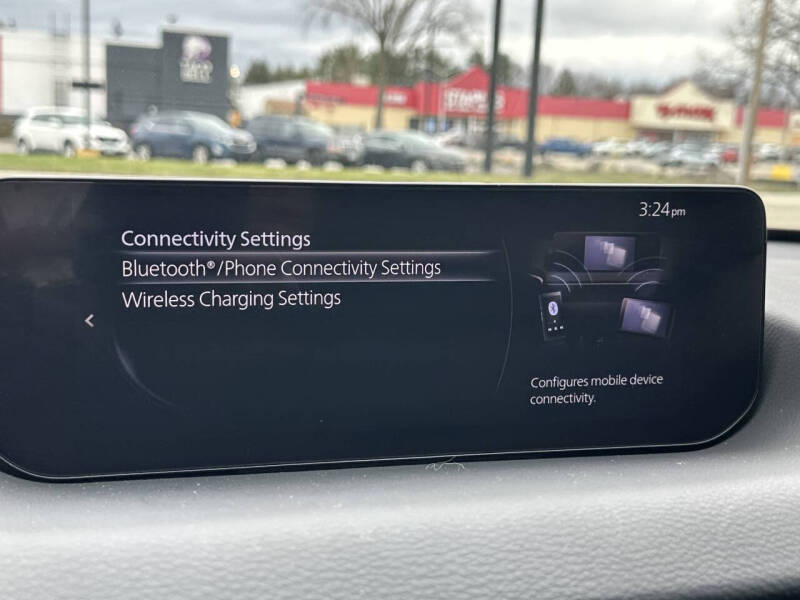 3:24pm
Connectivity Settings
Bluetooth®/Phone Connectivity Settings
Wireless Charging Settings
Configures mobile device
connectivity.